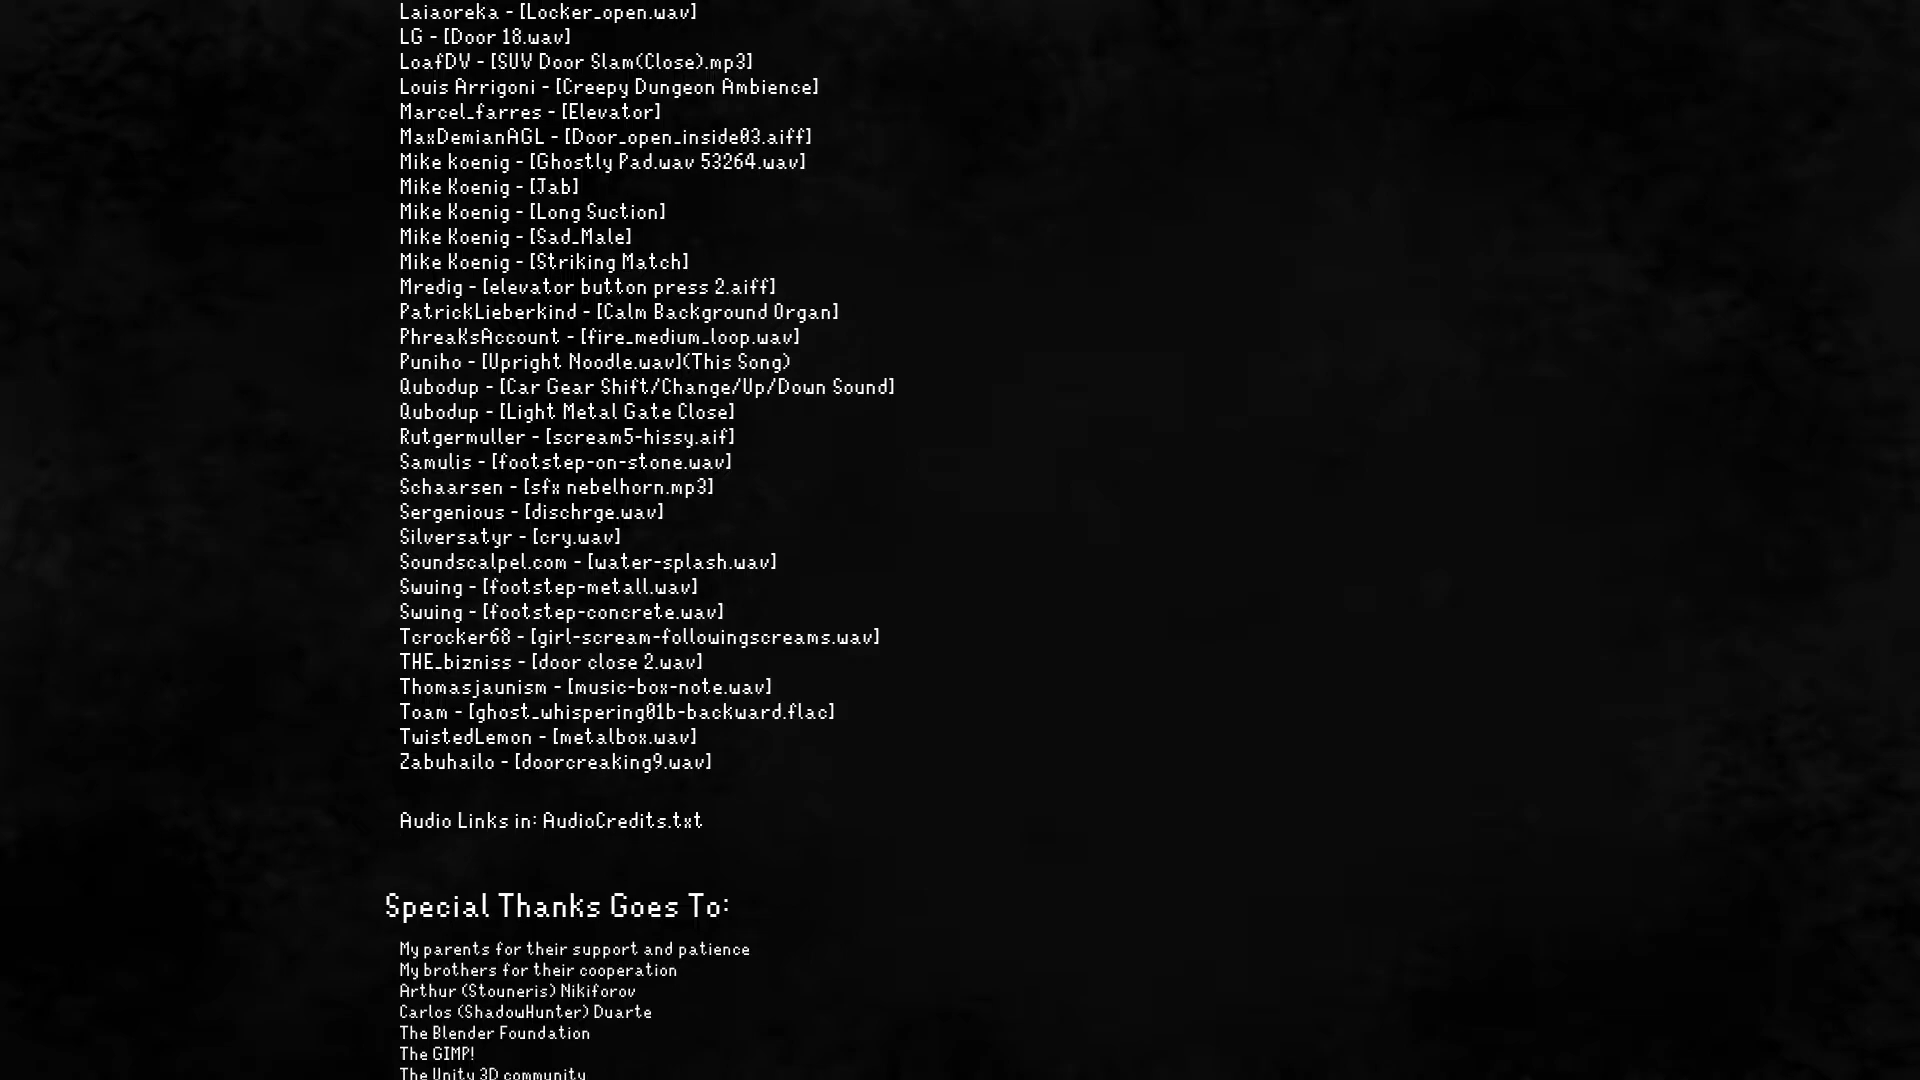 Laiaoreka - [Locker_open.wav]
LG - [Door 18.wav]
LoafDV - [SUV Door Slam(Close).mp3]
Louis Arrigoni - [Creepy Dungeon Ambience]
Marcel_farres - [Elevator]
MaxDemianAGL - [Door_open_inside03.aiff]
Mike Koenig - [Ghostly Pad.wav 53264.wav]
Mike Koenig - [Jab]
Mike Koenig - [Long Suction]
Mike Koenig - [Sad_Male]
Mike Koenig - [Striking Match]
Mredig - [elevator button press 2.aiff]
PatrickLieberkind - [Calm Background Organ]
PhreaKsAccount - [fire_medium_loop.wav]
Puniho - [Upright Noodle.wav](This Song)
Qubodup - [Car Gear Shift/Change/Up/Down Sound]
Qubodup - [Light Metal Gate Close]
Rutgermuller - [scream5-hissy.aif]
Samulis - [footstep-on-stone.wav]
Schaarsen - [sfx nebelhorn.mp3]
Sergenious - [dischrge.wav]
Silversatyr - [cry.wav]
Soundscalpel.com - [water-splash.wav]
Swuing - [footstep-metall.wav]
Swuing - [footstep-concrete.wav]
Tcrocker68 - [girl-scream-followingscreams.wav]
THE_bizniss - [door close 2.wav]
Thomasjaunism - [music-box-note.wav]
Toam - [ghost_whispering01b-backward.flac]
TwistedLemon - [metalbox.wav]
Zabuhailo - [doorcreaking9.wav]
Audio Links in: AudioCredits.txt
Special Thanks Goes To:
My parents for their support and patience
My brothers for their cooperation
Arthur (Stouneris) Nikiforov
Carlos (ShadowHunter) Duarte
The Blender Foundation
The GIMP!
The Unity 3D community